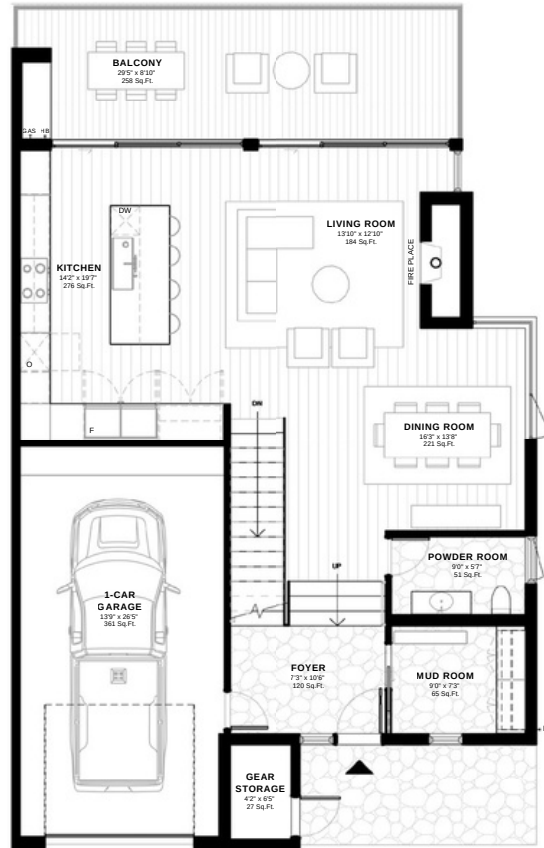 BALCONY
29'5" x 8'10"
258 Sq.Ft.
GAS HB
DW
LIVING ROOM
13'10" x 12'10"
184 Sq.Ft.
KITCHEN
14'2" x 19'7"
276 Sq.Ft.
FIRE PLACE
O
F
DN
DINING ROOM
16'3" x 13'8"
221 Sq.Ft.
POWDER ROOM
9'0" x 5'7"
51 Sq.Ft.
UP
1-CAR
GARAGE
13'9" x 26'5"
361 Sq.Ft.
FOYER
7'3" x 10'6"
120 Sq.Ft.
MUD ROOM
9'0" x 7'3"
65 Sq.Ft.
GEAR
STORAGE
4'2" x 6'5"
27 Sq.Ft.